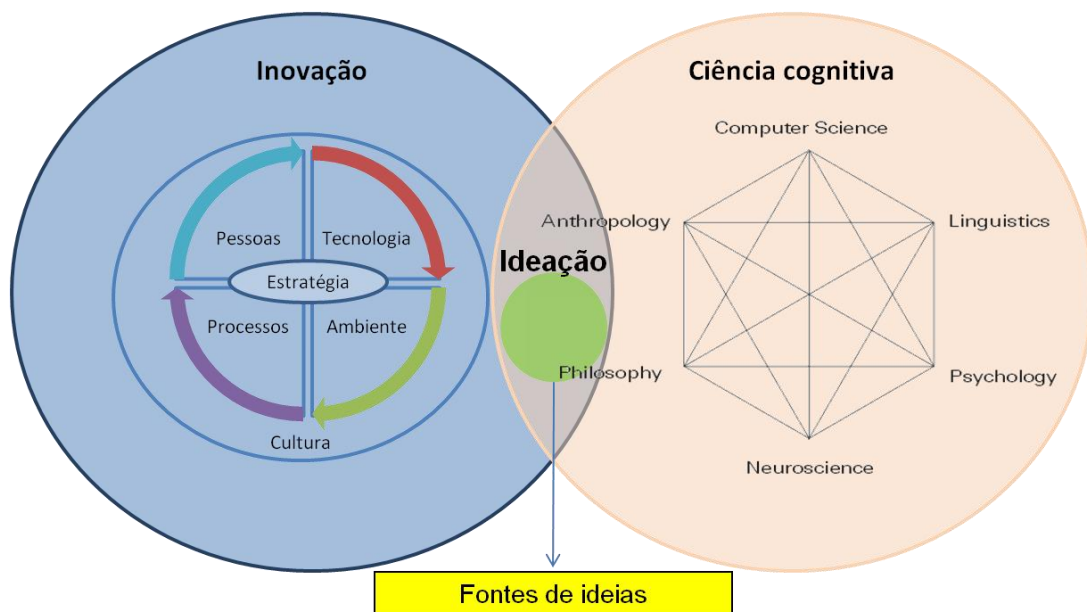 Inovação
Ciência cognitiva
Computer Science
Anthropology
Linguistics
Pessoas
Tecnologia
Ideação
Estratégia
Processos
Ambiente
Philosophy
Psychology
Cultura
Neuroscience
Fontes de ideias